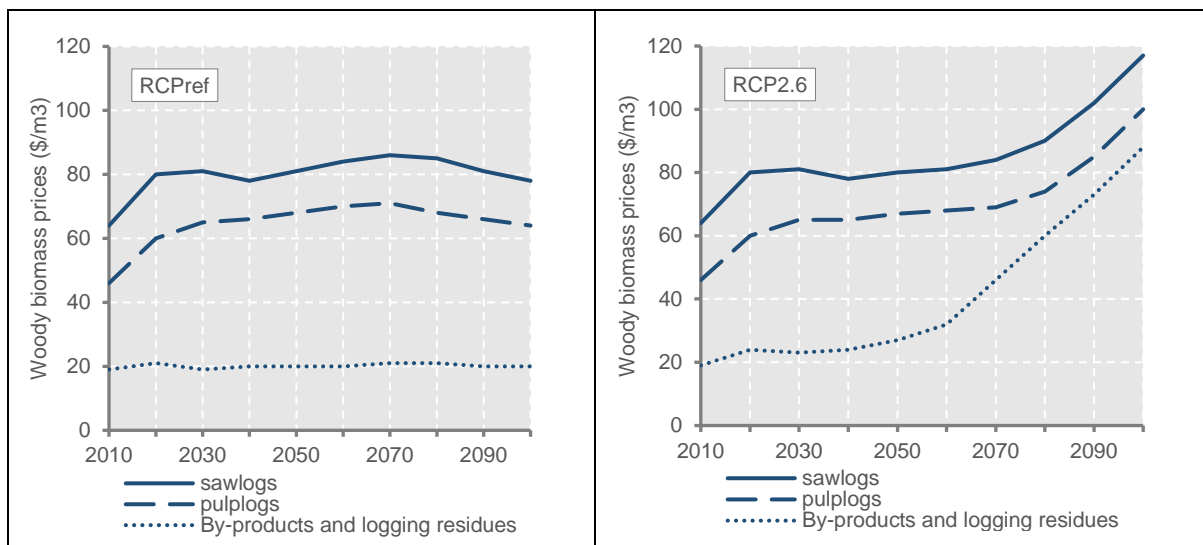 Woody biomass prices ($/m3)
120
100
80
60
40
20
0
RCPref
2010 2030 2050 2070 2090
sawlogs
pulplogs
By-products and logging residues
Woody biomass prices ($/m3)
120
100
80
60
40
20
0
RCP2.6
2010 2030 2050 2070 2090
sawlogs
pulplogs
By-products and logging residues